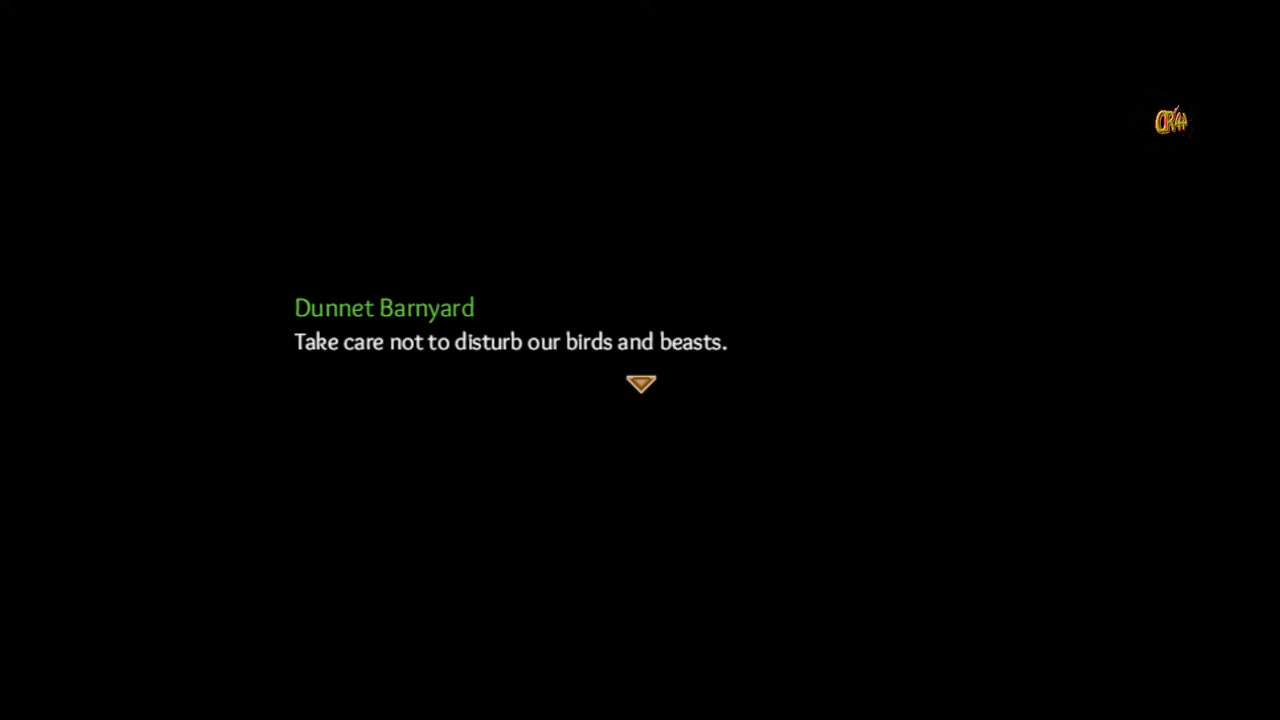 Dunnet Barnyard
Take care not to disturb our birds and beasts.